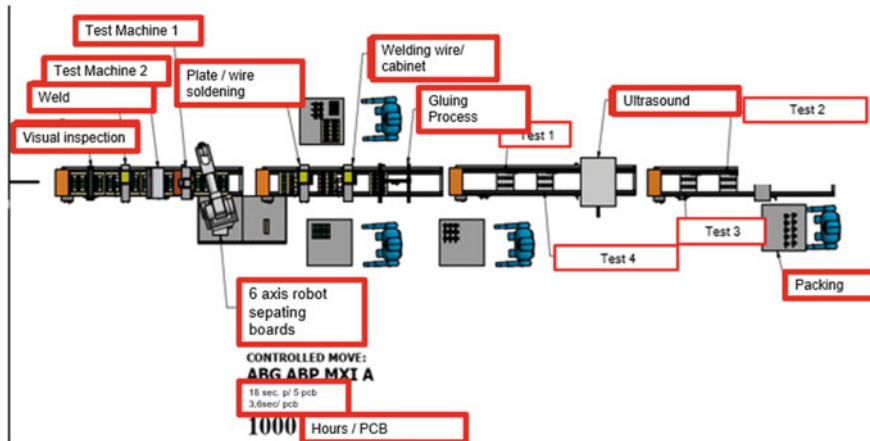 Test Machine 1
Test Machine 2
Weld
Visual inspection
Plate / wire
soldening
Welding wire/
cabinet
Gluing
Process
Test 1
Ultrasound
Test 2
Test 3
Test 4
Packing
6 axis robot
sepating
boards
CONTROLLED MOVE:
ABG ABP MXI A
18 sec. p/ 5 pcb
3,6sec/ pcb
1000 Hours / PCB